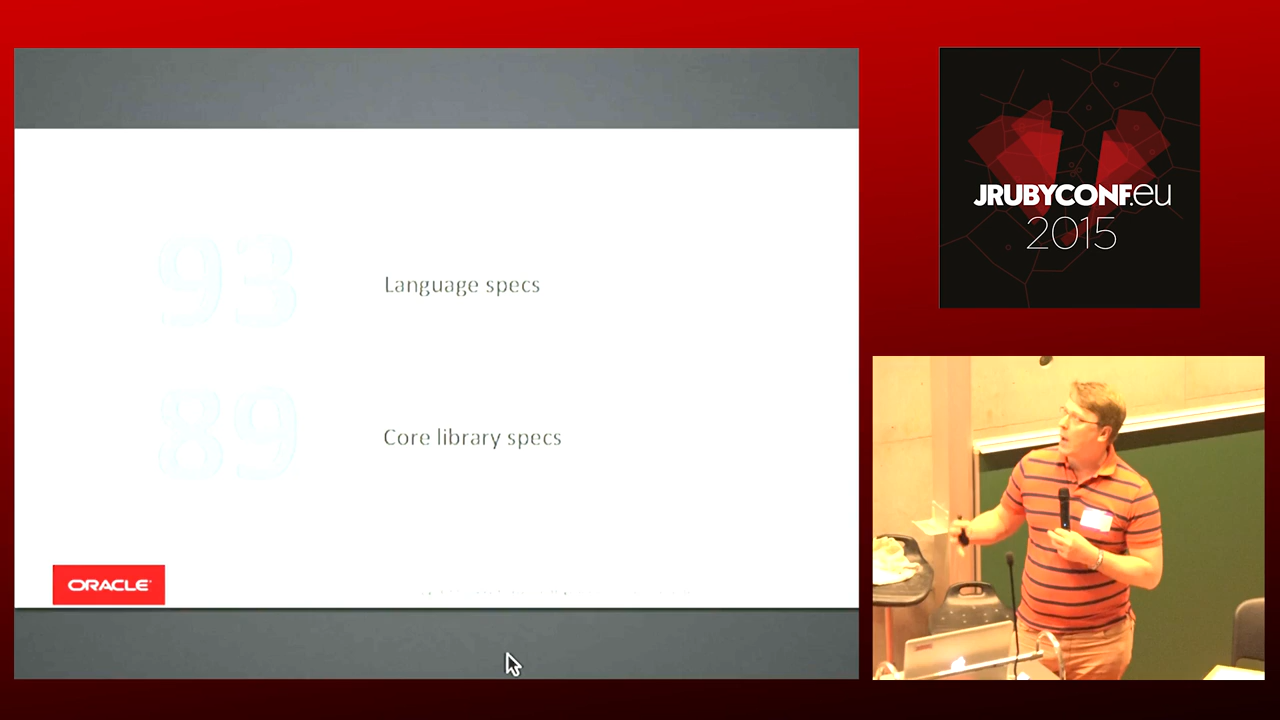 93
Language specs
89
Core library specs
ORACLE
JRUBYCONF.eu
2015